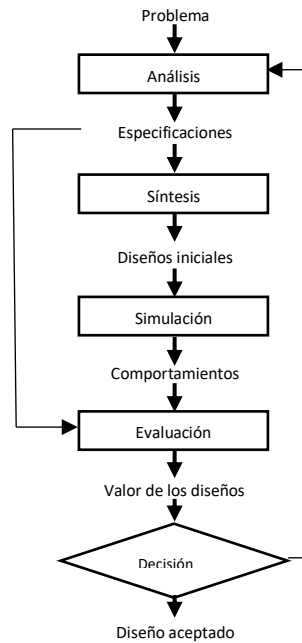 Problema
Análisis
Especificaciones
Síntesis
Diseños iniciales
Simulación
Comportamientos
Evaluación
Valor de los diseños
Decisión
Diseño aceptado